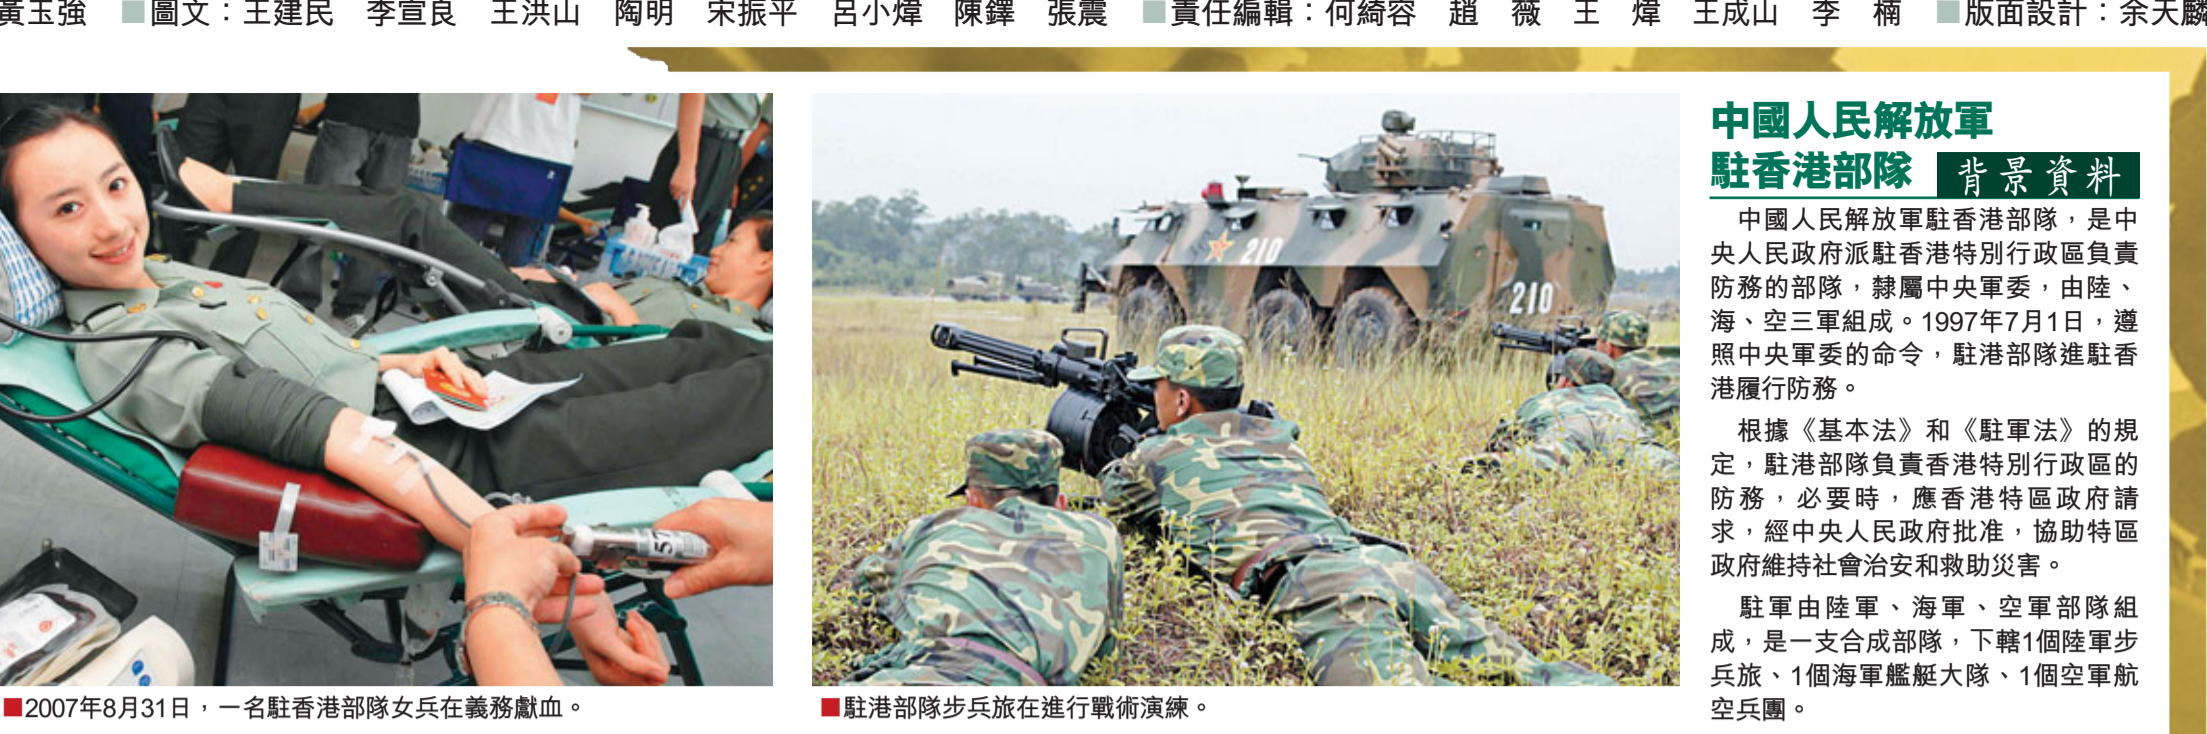 黃玉強　■圖文：王建民　李宣良　王洪山　陶明　宋振平　呂小煒　陳鐸　張震　■責任編輯：何綺容　趙　薇　王　煒　王成山　李　楠　■版面設計：余天麟
57
210
210
■2007年8月31日，一名駐香港部隊女兵在義務獻血。
■駐港部隊步兵旅在進行戰術演練。
中國人民解放軍
駐香港部隊 背景資料
中國人民解放軍駐香港部隊，是中
央人民政府派駐香港特別行政區負責
防務的部隊，隸屬中央軍委，由陸、
海、空三軍組成。1997年7月1日，遵
照中央軍委的命令，駐港部隊進駐香
港履行防務。
根據《基本法》和《駐軍法》的規
定，駐港部隊負責香港特別行政區的
防務，必要時，應香港特區政府請
求，經中央人民政府批准，協助特區
政府維持社會治安和救助災害。
駐軍由陸軍、海軍、空軍部隊組
成，是一支合成部隊，下轄1個陸軍步
兵旅、1個海軍艦艇大隊、1個空軍航
空兵團。